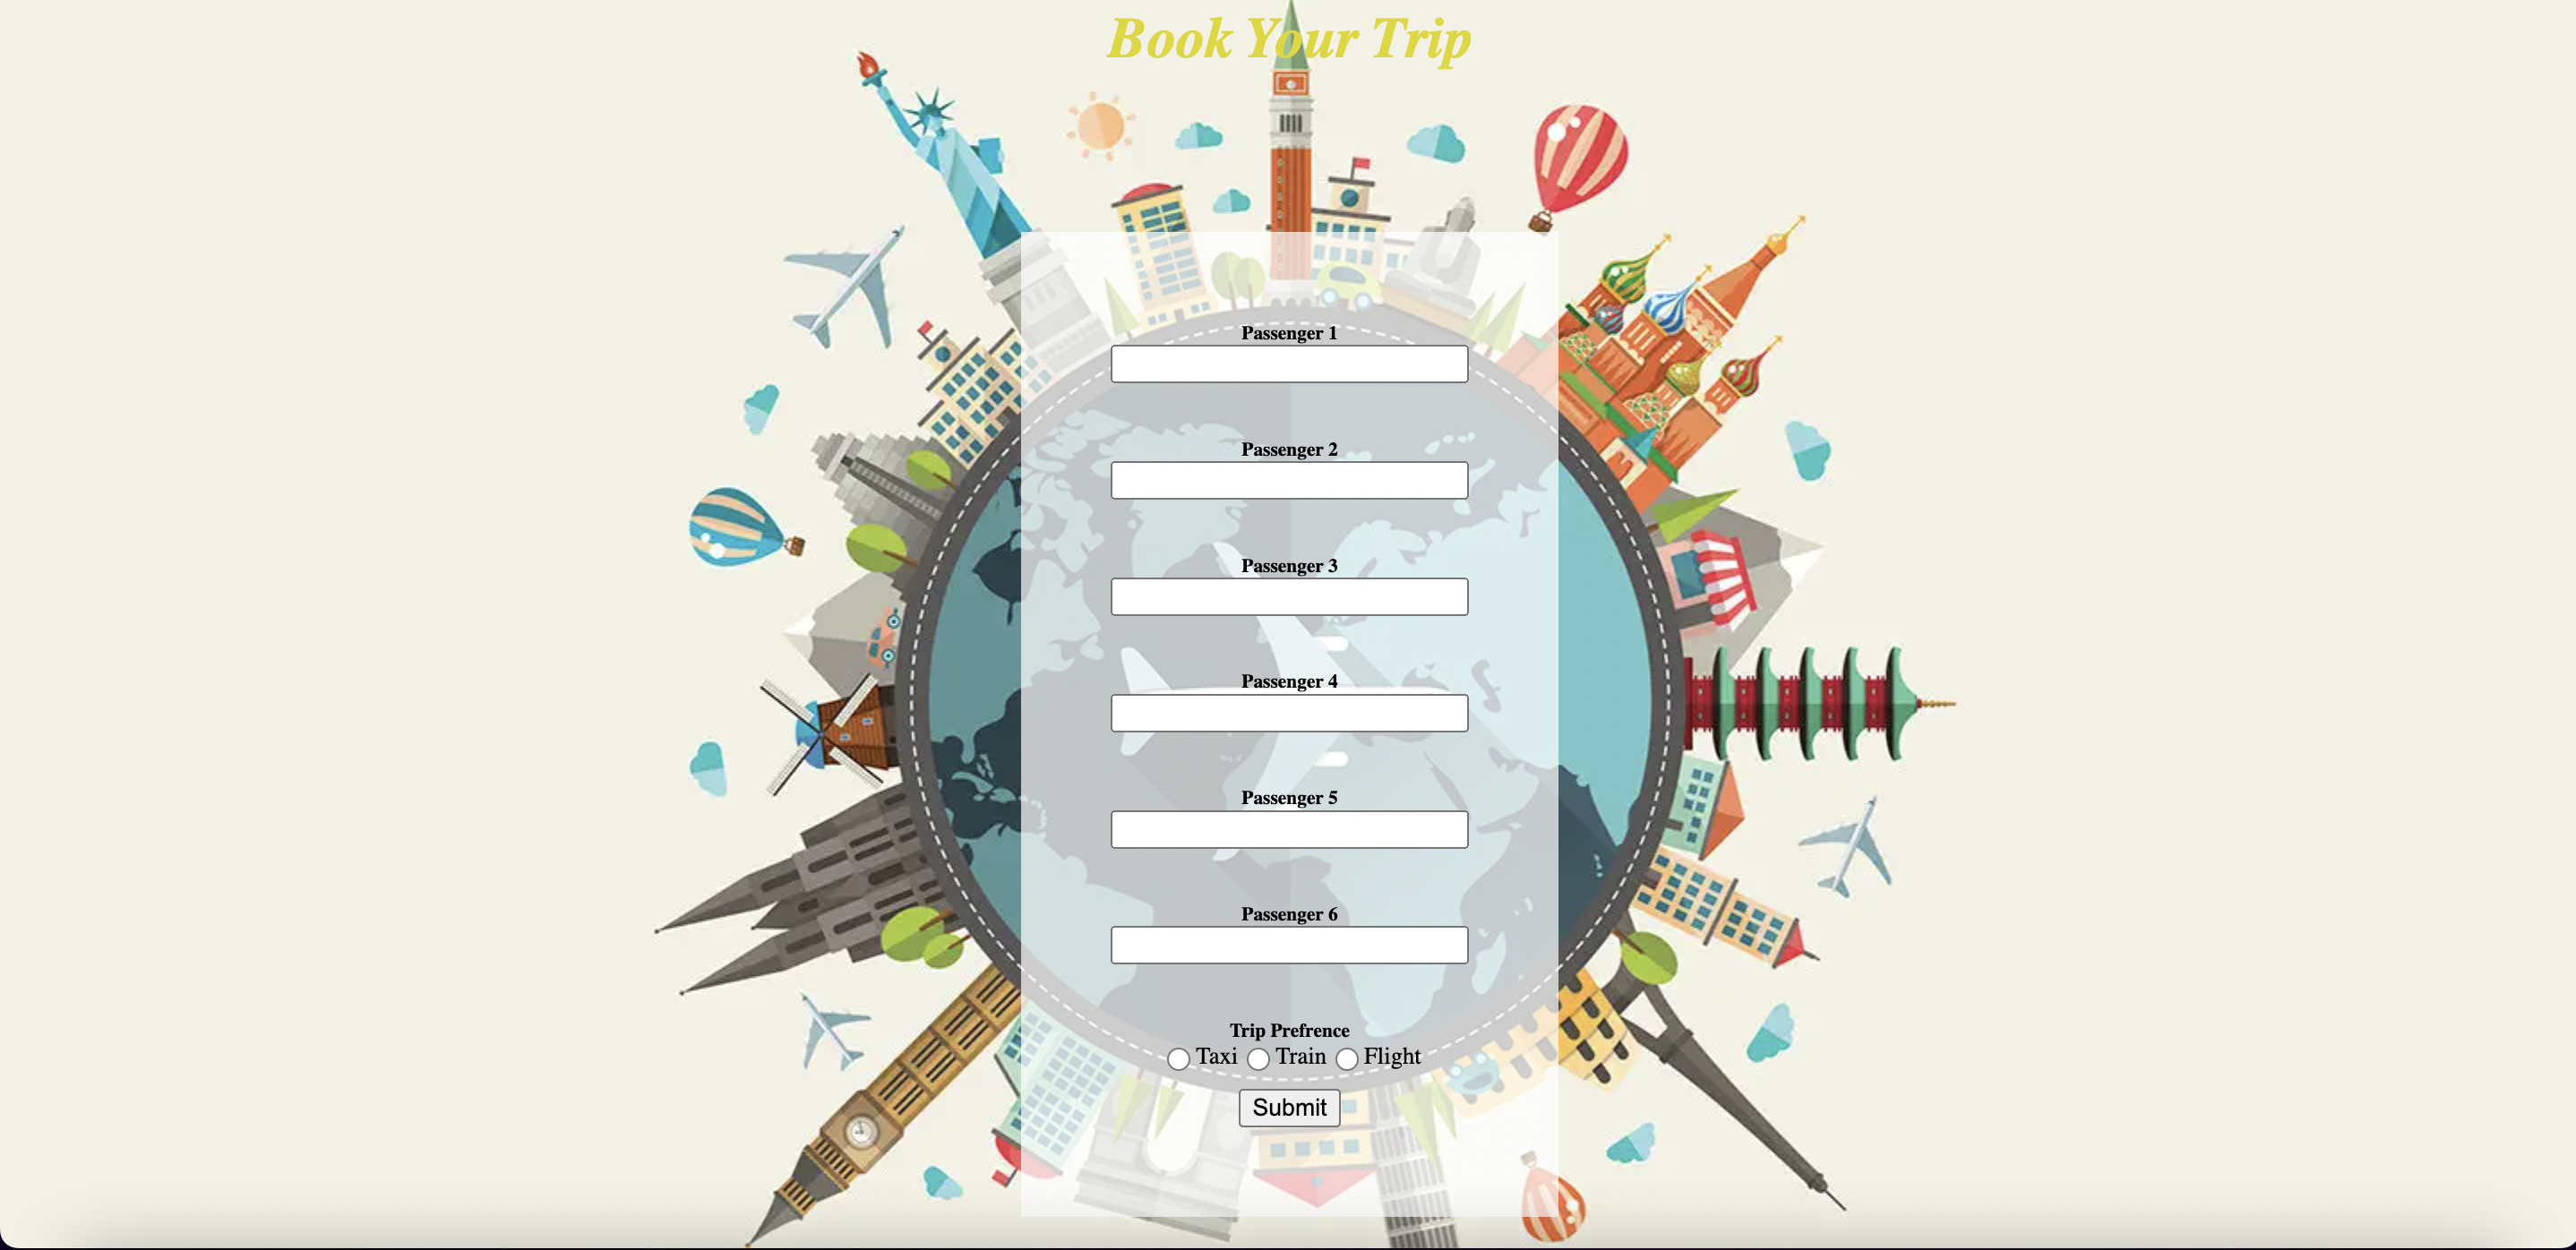 Book Your Trip
Passenger 1
Passenger 2
Passenger 3
Passenger 4
Passenger 5
Passenger 6
Trip Prefrence
Taxi Train Flight
Submit